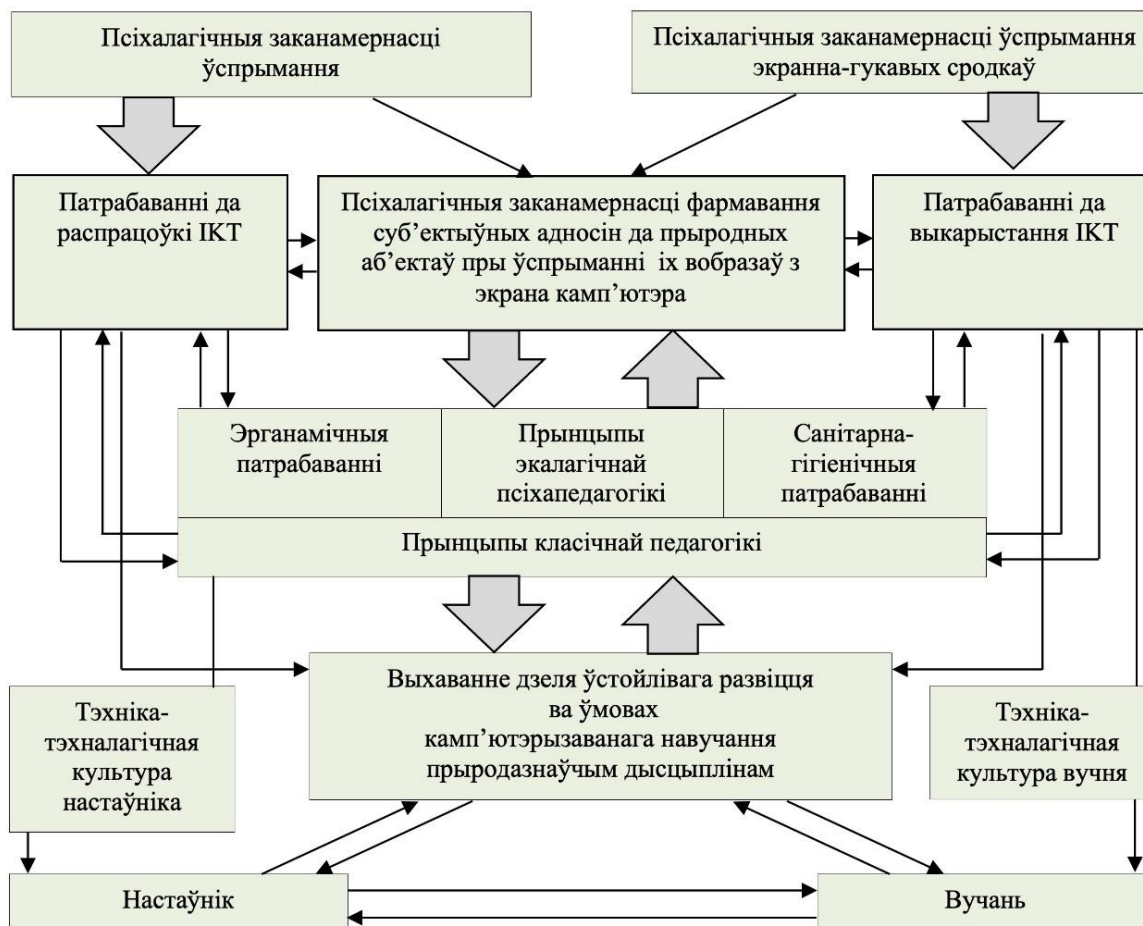 Псіхалагічныя заканамернасці
ўспрымання
Псіхалагічныя заканамернасці ўспрымання
экранна-гукавых сродкаў
Патрабаванні да
распрацоўкі ІКТ
Псіхалагічныя заканамернасці фармавання
суб’ектыўных адносін да прыродных
аб’ектаў пры ўспрыманні іх вобразаў з
экрана камп’ютэра
Патрабаванні да
выкарыстання ІКТ
Эрганамічныя
патрабаванні
Прынцыпы
экалагічнай
псіхапедагогікі
Санітарна-
гігіенічныя
патрабаванні
Прынцыпы класічнай педагогікі
Выхаванне дзеля ўстойлівага развіцця
ва ўмовах
камп’ютэрызаванага навучання
прыродазнаўчым дысцыплінам
Тэхніка-
тэхналагічная
культура
настаўніка
Тэхніка-
тэхналагічная
культура вучня
Настаўнік
Вучань